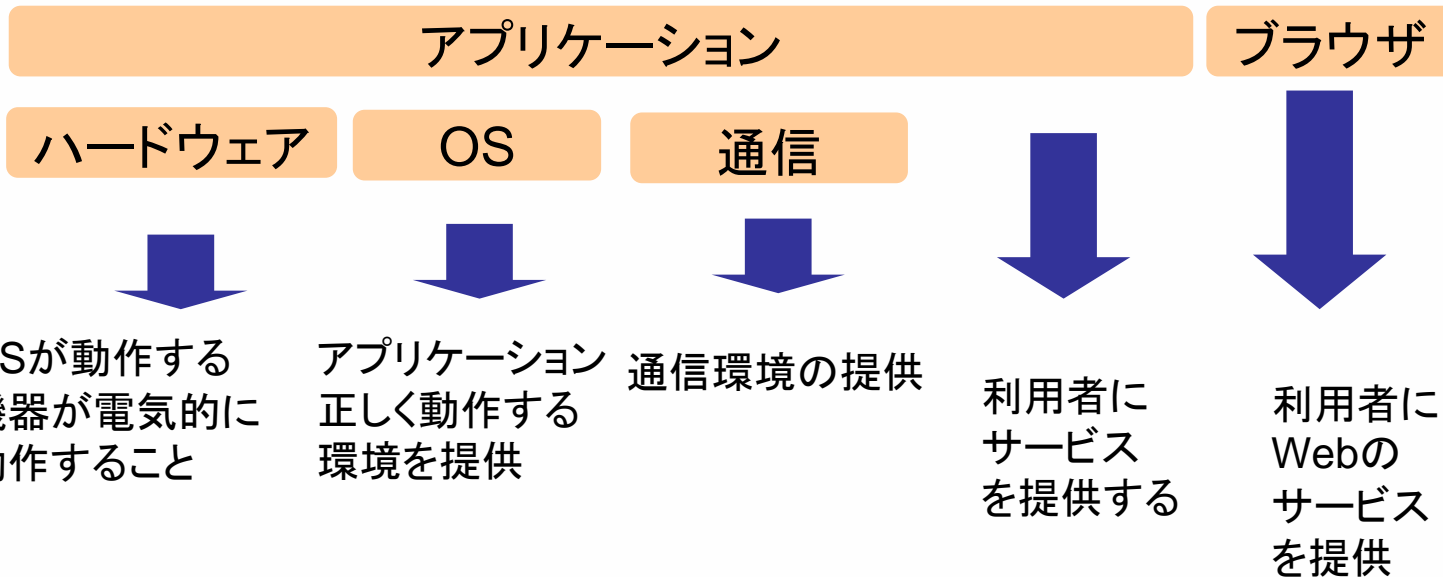 アプリケーション
ブラウザ
ハードウェア
OS
通信
Sが動作する
機器が電気的に
動作すること
アプリケーション
正しく動作する
環境を提供
通信環境の提供
利用者に
サービス
を提供する
利用者に
Webの
サービス
を提供